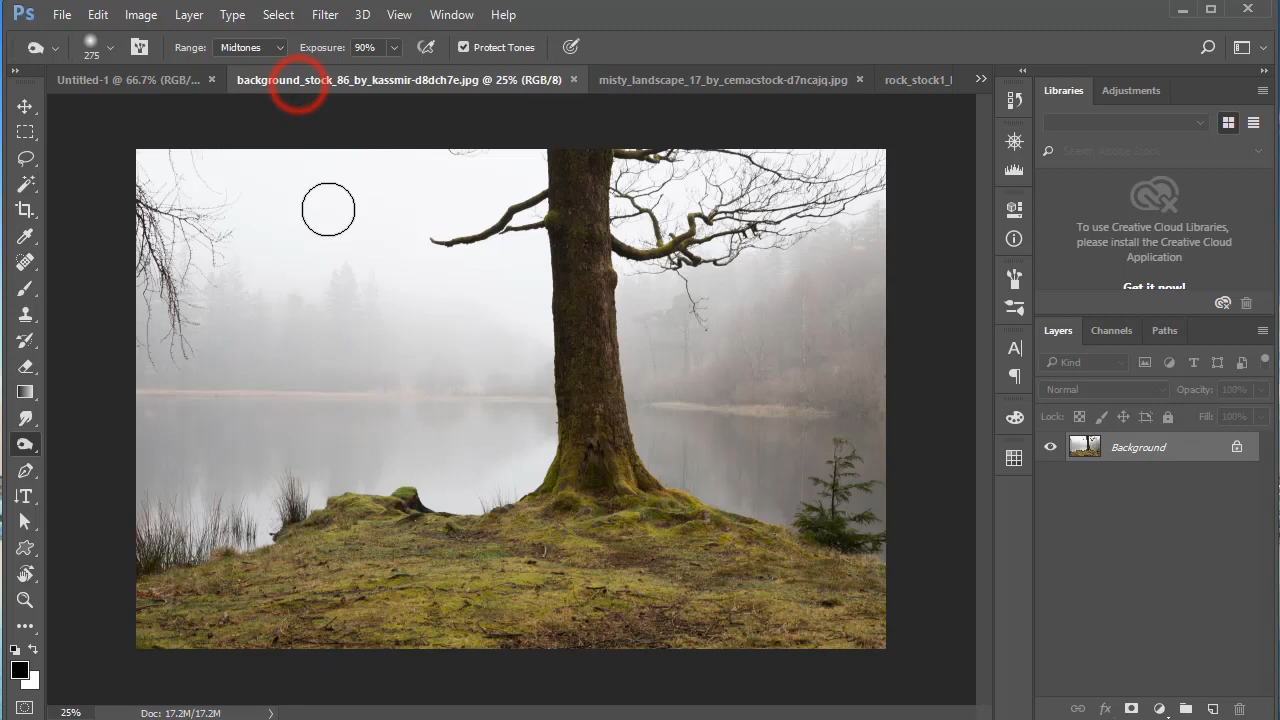 Ps File Edit Image Layer Type Select Filter 3D View Window Help
275 Range: Midtones Exposure: 90% Protect Tones
Untitled-1 @ 66.7% (RGB/... background_stock_86_by_kassmir-d8dch7e.jpg @ 25% (RGB/8) misty_landscape_17_by_cemacstock-d7ncajq.jpg rock_stock1_
Libraries Adjustments
Search Adobe Stock
To use Creative Cloud Libraries,
please install the Creative Cloud
Application
Get it now!
Layers Channels Paths
Kind
Normal Opacity: 100%
Lock: Fill: 100%
Background
25% Doc: 17.2M/17.2M